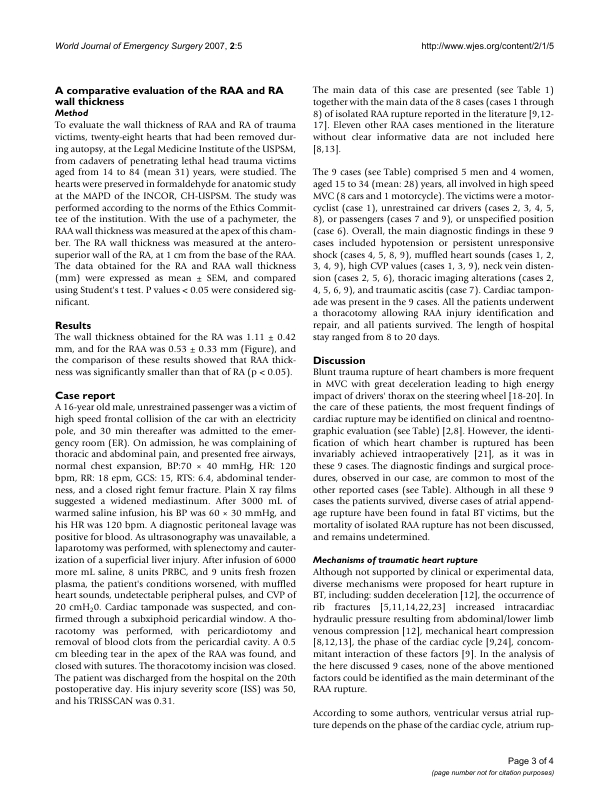 World Journal of Emergency Surgery 2007, 2:5
http://www.wjes.org/content/2/1/5
A comparative evaluation of the RAA and RA
wall thickness
Method
To evaluate the wall thickness of RAA and RA of trauma
victims, twenty-eight hearts that had been removed dur-
ing autopsy, at the Legal Medicine Institute of the USPSM,
from cadavers of penetrating lethal head trauma victims
aged from 14 to 84 (mean 31) years, were studied. The
hearts were preserved in formaldehyde for anatomic study
at the MAPD of the INCOR, CH-USPSM. The study was
performed according to the norms of the Ethics Commit-
tee of the institution. With the use of a pachymeter, the
RAA wall thickness was measured at the apex of this cham-
ber. The RA wall thickness was measured at the antero-
superior wall of the RA, at 1 cm from the base of the RAA.
The data obtained for the RA and RAA wall thickness
(mm) were expressed as mean ± SEM, and compared
using Student's t test. P values < 0.05 were considered sig-
nificant.
Results
The wall thickness obtained for the RA was 1.11 ± 0.42
mm, and for the RAA was 0.53 ± 0.33 mm (Figure), and
the comparison of these results showed that RAA thick-
ness was significantly smaller than that of RA (p < 0.05).
Case report
A 16-year old male, unrestrained passenger was a victim of
high speed frontal collision of the car with an electricity
pole, and 30 min thereafter was admitted to the emer-
gency room (ER). On admission, he was complaining of
thoracic and abdominal pain, and presented free airways,
normal chest expansion, BP:70 × 40 mmHg, HR: 120
bpm, RR: 18 epm, GCS: 15, RTS: 6.4, abdominal tender-
ness, and a closed right femur fracture. Plain X ray films
suggested a widened mediastinum. After 3000 mL of
warmed saline infusion, his BP was 60 × 30 mmHg, and
his HR was 120 bpm. A diagnostic peritoneal lavage was
positive for blood. As ultrasonography was unavailable, a
laparotomy was performed, with splenectomy and cauter-
ization of a superficial liver injury. After infusion of 6000
more mL saline, 8 units PRBC, and 9 units fresh frozen
plasma, the patient's conditions worsened, with muffled
heart sounds, undetectable peripheral pulses, and CVP of
20 cmH20. Cardiac tamponade was suspected, and con-
firmed through a subxiphoid pericardial window. A tho-
racotomy was performed, with pericardiotomy and
removal of blood clots from the pericardial cavity. A 0.5
cm bleeding tear in the apex of the RAA was found, and
closed with sutures. The thoracotomy incision was closed.
The patient was discharged from the hospital on the 20th
postoperative day. His injury severity score (ISS) was 50,
and his TRISSCAN was 0.31.
The main data of this case are presented (see Table 1)
together with the main data of the 8 cases (cases 1 through
8) of isolated RAA rupture reported in the literature [9,12-
17]. Eleven other RAA cases mentioned in the literature
without clear informative data are not included here
[8,13].
The 9 cases (see Table) comprised 5 men and 4 women,
aged 15 to 34 (mean: 28) years, all involved in high speed
MVC (8 cars and 1 motorcycle). The victims were a motor-
cyclist (case 1), unrestrained car drivers (cases 2, 3, 4, 5,
8), or passengers (cases 7 and 9), or unspecified position
(case 6). Overall, the main diagnostic findings in these 9
cases included hypotension or persistent unresponsive
shock (cases 4, 5, 8, 9), muffled heart sounds (cases 1, 2,
3, 4, 9), high CVP values (cases 1, 3, 9), neck vein disten-
sion (cases 2, 5, 6), thoracic imaging alterations (cases 2,
4, 5, 6, 9), and traumatic ascitis (case 7). Cardiac tampon-
ade was present in the 9 cases. All the patients underwent
a thoracotomy allowing RAA injury identification and
repair, and all patients survived. The length of hospital
stay ranged from 8 to 20 days.
Discussion
Blunt trauma rupture of heart chambers is more frequent
in MVC with great deceleration leading to high energy
impact of drivers' thorax on the steering wheel [18-20]. In
the care of these patients, the most frequent findings of
cardiac rupture may be identified on clinical and roentno-
graphic evaluation (see Table) [2,8]. However, the identi-
fication of which heart chamber is ruptured has been
invariably achieved intraoperatively [21], as it was in
these 9 cases. The diagnostic findings and surgical proce-
dures, observed in our case, are common to most of the
other reported cases (see Table). Although in all these 9
cases the patients survived, diverse cases of atrial append-
age rupture have been found in fatal BT victims, but the
mortality of isolated RAA rupture has not been discussed,
and remains undetermined.
Mechanisms of traumatic heart rupture
Although not supported by clinical or experimental data,
diverse mechanisms were proposed for heart rupture in
BT, including: sudden deceleration [12], the occurrence of
rib fractures [5,11,14,22,23] increased intracardiac
hydraulic pressure resulting from abdominal/lower limb
venous compression [12], mechanical heart compression
[8,12,13], the phase of the cardiac cycle [9,24], concom-
mitant interaction of these factors [9]. In the analysis of
the here discussed 9 cases, none of the above mentioned
factors could be identified as the main determinant of the
RAA rupture.
According to some authors, ventricular versus atrial rup-
ture depends on the phase of the cardiac cycle, atrium rup-
Page 3 of 4
(page number not for citation purposes)